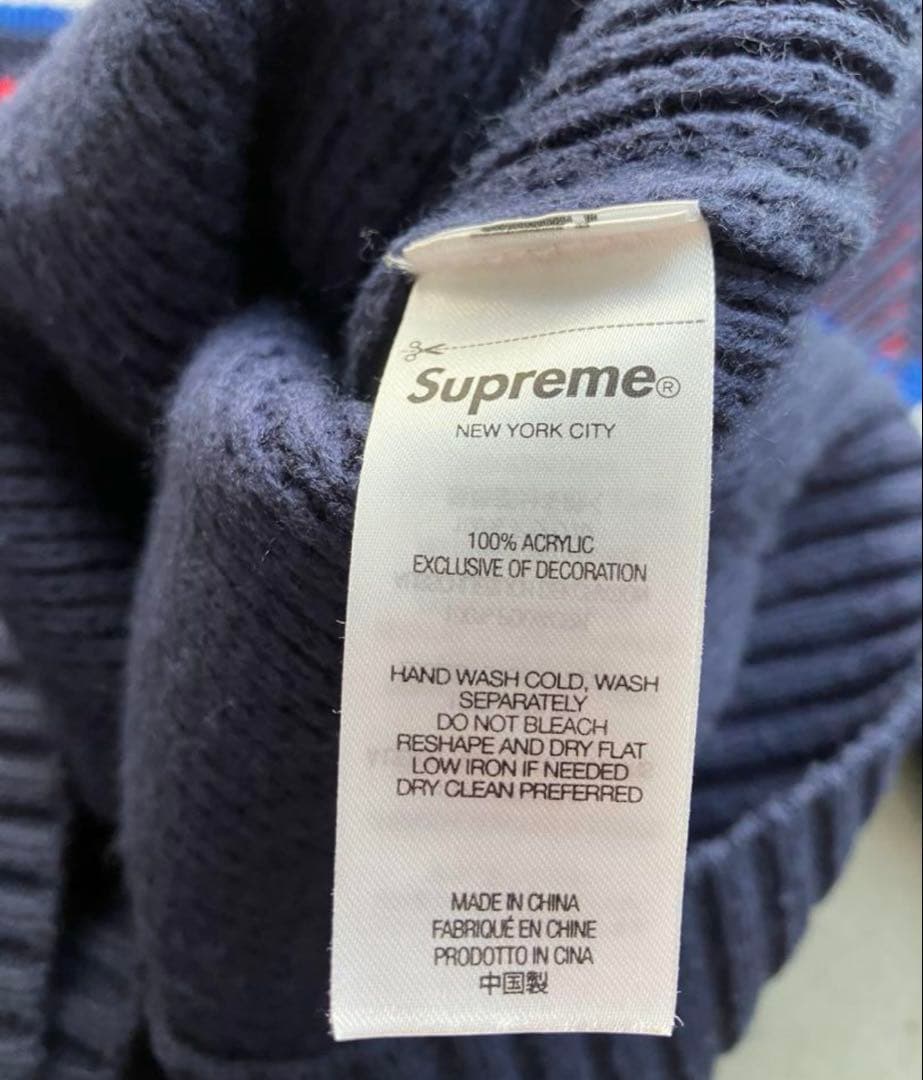 Supreme®
NEW YORK CITY
100% ACRYLIC
EXCLUSIVE OF DECORATION
HAND WASH COLD, WASH
SEPARATELY
DO NOT BLEACH
RESHAPE AND DRY FLAT
LOW IRON IF NEEDED
DRY CLEAN PREFERRED
MADE IN CHINA
FABRIQUÉ EN CHINE
PRODOTTO IN CINA
中国製